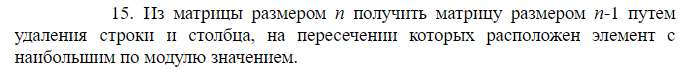 15. Из матрицы размером n получить матрицу размером n-1 путем
удаления строки и столбца, на пересечении которых расположен элемент с
наибольшим по модулю значением.